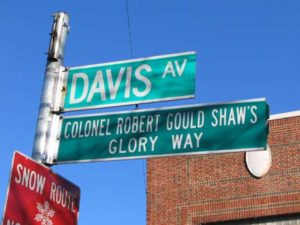 DAVIS AV
COLONEL ROBERT GOULD SHAW'S
GLORY WAY
SNOW ROUTE